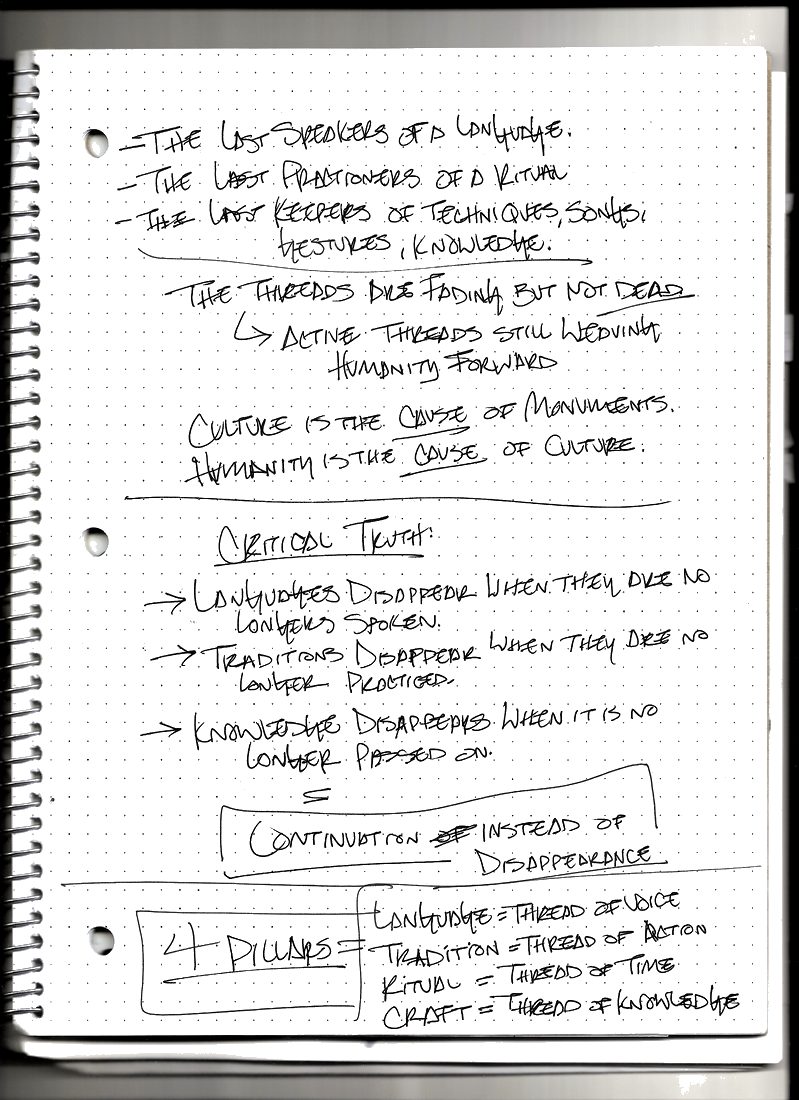 - THE LAST SPEAKERS OF A LANGUAGE.
- THE LAST PRACTIONERS OF A RITUAL
- THE LAST KEEPERS OF TECHNIQUES, SONGS,
GESTURES, KNOWLEDGE.
- THE THREADS ARE FADING BUT NOT DEAD
↳ ACTIVE THREADS STILL WEAVING
HUMANITY FORWARD
CULTURE IS THE CAUSE OF MONUMENTS.
HUMANITY IS THE CAUSE OF CULTURE.
CRITICAL TRUTH:
→ LANGUAGES DISAPPEAR WHEN THEY ARE NO
LONGERS SPOKEN.
→ TRADITIONS DISAPPEAR WHEN THEY ARE NO
LONGER PRACTICED.
→ KNOWLEDGE DISAPPEARS WHEN IT IS NO
LONGER PASSED ON.
=
CONTINUATION OF INSTEAD OF
DISAPPEARANCE
4 PILLARS =
LANGUAGE = THREAD OF VOICE
TRADITION = THREAD OF ACTION
RITUAL = THREAD OF TIME
CRAFT = THREAD OF KNOWLEDGE